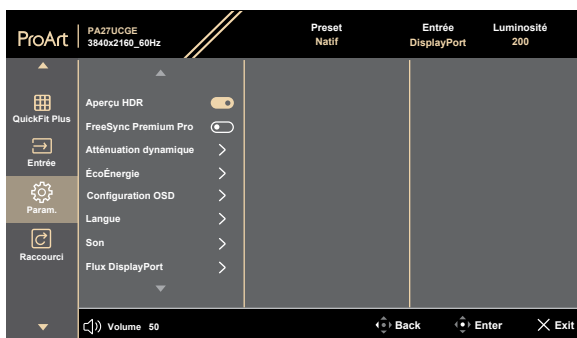 ProArt
PA27UCGE
3840x2160_60Hz
Preset
Natif
Entrée
DisplayPort
Luminosité
200
QuickFit Plus
Entrée
Param.
Raccourci
Aperçu HDR
FreeSync Premium Pro
Atténuation dynamique
ÉcoÉnergie
Configuration OSD
Langue
Son
Flux DisplayPort
Volume 50
Back
Enter
Exit